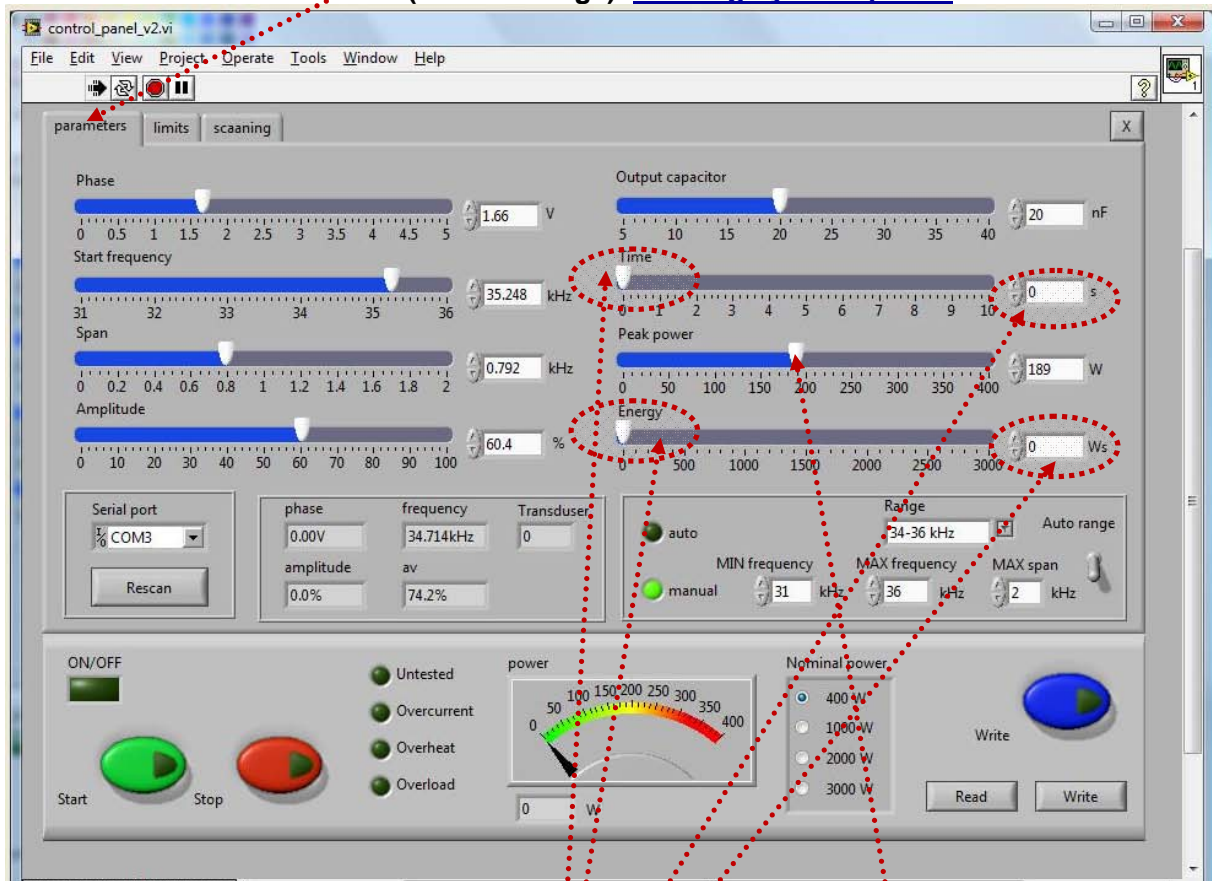 control_panel_v2.vi
File Edit View Project Operate Tools Window Help
1
parameters limits scaaning X
Phase
1.66 V
0 0.5 1 1.5 2 2.5 3 3.5 4 4.5 5
Output capacitor
20 nF
5 10 15 20 25 30 35 40
Start frequency
35.248 kHz
31 32 33 34 35 36
Time
0 s
0 1 2 3 4 5 6 7 8 9 10
Span
0.792 kHz
0 0.2 0.4 0.6 0.8 1 1.2 1.4 1.6 1.8 2
Peak power
189 W
0 50 100 150 200 250 300 350 400
Amplitude
60.4 %
0 10 20 30 40 50 60 70 80 90 100
Energy
0 Ws
0 500 1000 1500 2000 2500 3000
Serial port
COM3
Rescan
phase frequency Transduser
0.00V 34.714kHz 0
amplitude av
0.0% 74.2%
auto
manual
Range
34-36 kHz
Auto range
MIN frequency MAX frequency MAX span
31 kHz 36 kHz 2 kHz
ON/OFF
Start Stop
Untested
Overcurrent
Overheat
Overload
power
0 50 100 150 200 250 300 350 400
0 W
Nominal power
400 W
1000 W
2000 W
3000 W
Write
Read Write